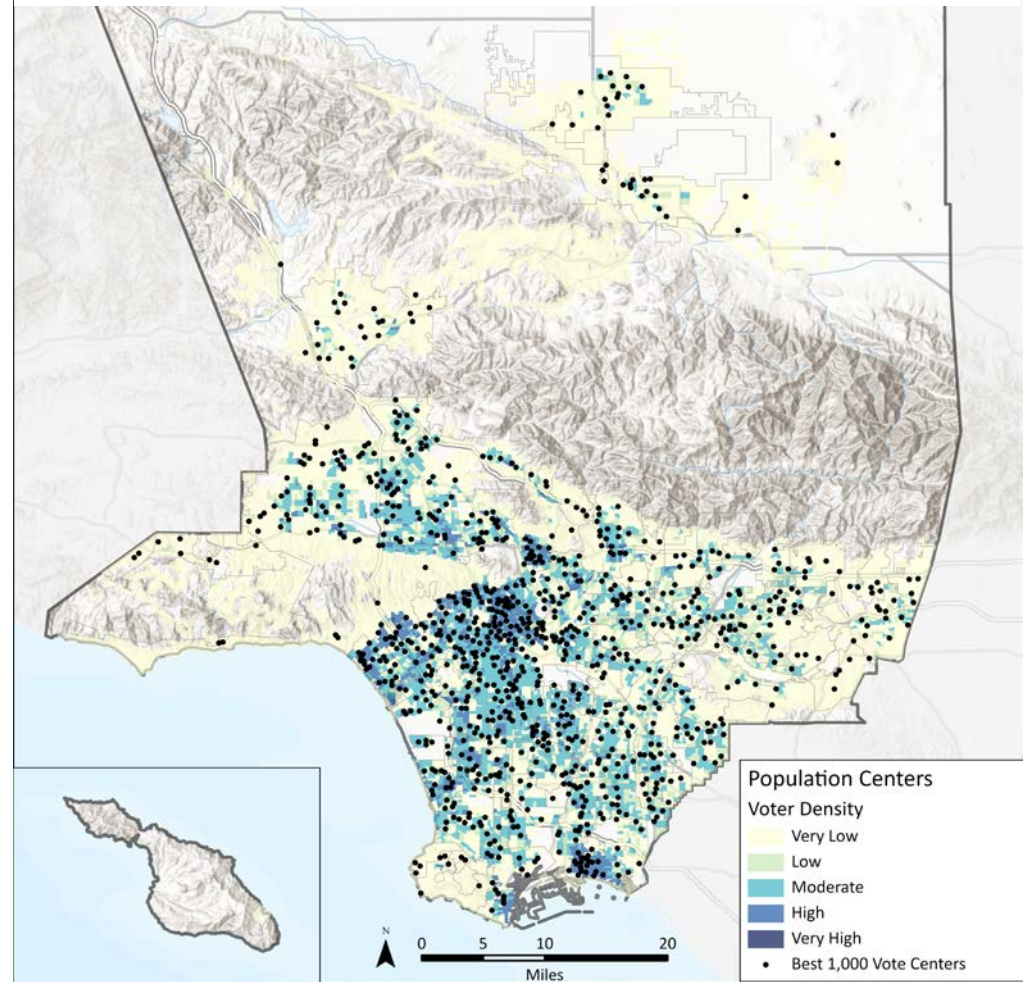 Population Centers
Voter Density
Very Low
Low
Moderate
High
Very High
Best 1,000 Vote Centers
N
0 5 10 20
Miles